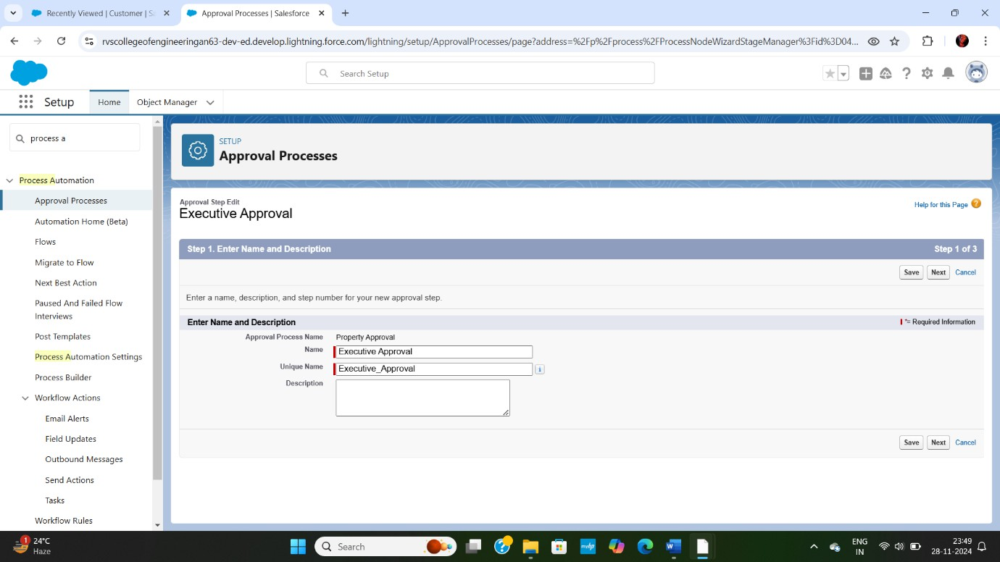 Recently Viewed | Customer | Sa
Approval Processes | Salesforce
rvscollegeofengineeringan63-dev-ed.develop.lightning.force.com/lightning/setup/ApprovalProcesses/page?address=%2Fp%2Fprocess%2FProcessNodeWizardStageManager%3Fid%3D04...
Search Setup
Setup
Home
Object Manager
process a
Process Automation
Approval Processes
Automation Home (Beta)
Flows
Migrate to Flow
Next Best Action
Paused And Failed Flow
Interviews
Post Templates
Process Automation Settings
Process Builder
Workflow Actions
Email Alerts
Field Updates
Outbound Messages
Send Actions
Tasks
Workflow Rules
SETUP
Approval Processes
Approval Step Edit
Executive Approval
Help for this Page ?
Step 1. Enter Name and Description
Step 1 of 3
Save Next Cancel
Enter a name, description, and step number for your new approval step.
Enter Name and Description
*= Required Information
Approval Process Name Property Approval
Name Executive Approval
Unique Name Executive_Approval i
Description
Save Next Cancel
1
24°C
Haze
Search
myhp
W
ENG
IN
23:49
28-11-2024